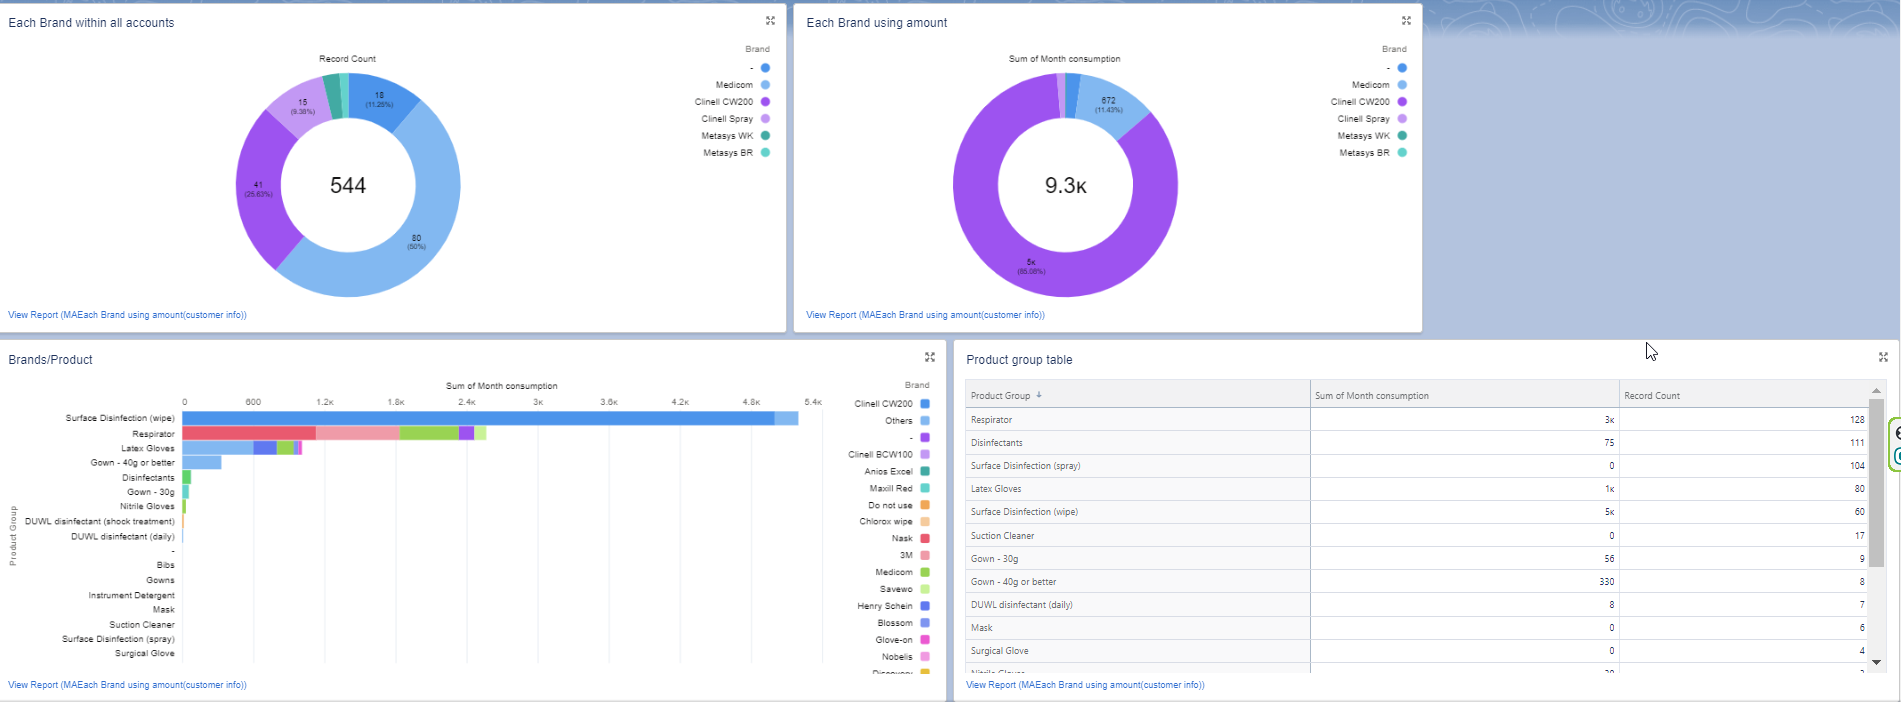 Each Brand within all accounts
Record Count
Brand
-
Medicom
Clinell CW200
Clinell Spray
Metasys WK
Metasys BR
18
(11.25%)
15
(9.38%)
41
(25.63%)
544
80
(50%)
View Report (MAEach Brand using amount(customer info))
Each Brand using amount
Sum of Month consumption
Brand
-
Medicom
Clinell CW200
Clinell Spray
Metasys WK
Metasys BR
672
(11.43%)
9.3K
5K
(85.08%)
View Report (MAEach Brand using amount(customer info))
Brands/Product
Sum of Month consumption
0 600 1.2K 1.8K 2.4K 3K 3.6K 4.2K 4.8K 5.4K
Product Group
Surface Disinfection (wipe)
Respirator
Latex Gloves
Gown - 40g or better
Disinfectants
Gown - 30g
Nitrile Gloves
DUWL disinfectant (shock treatment)
DUWL disinfectant (daily)
-
Bibs
Gowns
Instrument Detergent
Mask
Suction Cleaner
Surface Disinfection (spray)
Surgical Glove
Brand
Clinell CW200
Others
-
Clinell BCW100
Anios Excel
Maxill Red
Do not use
Chlorox wipe
Nask
3M
Medicom
Savewo
Henry Schein
Blossom
Glove-on
Nobelis
Discovery
View Report (MAEach Brand using amount(customer info))
Product group table
Product Group ↓ Sum of Month consumption Record Count
Respirator 3K 128
Disinfectants 75 111
Surface Disinfection (spray) 0 104
Latex Gloves 1K 80
Surface Disinfection (wipe) 5K 60
Suction Cleaner 0 17
Gown - 30g 56 9
Gown - 40g or better 330 8
DUWL disinfectant (daily) 8 7
Mask 0 6
Surgical Glove 0 4
Nitrile Gloves
View Report (MAEach Brand using amount(customer info))